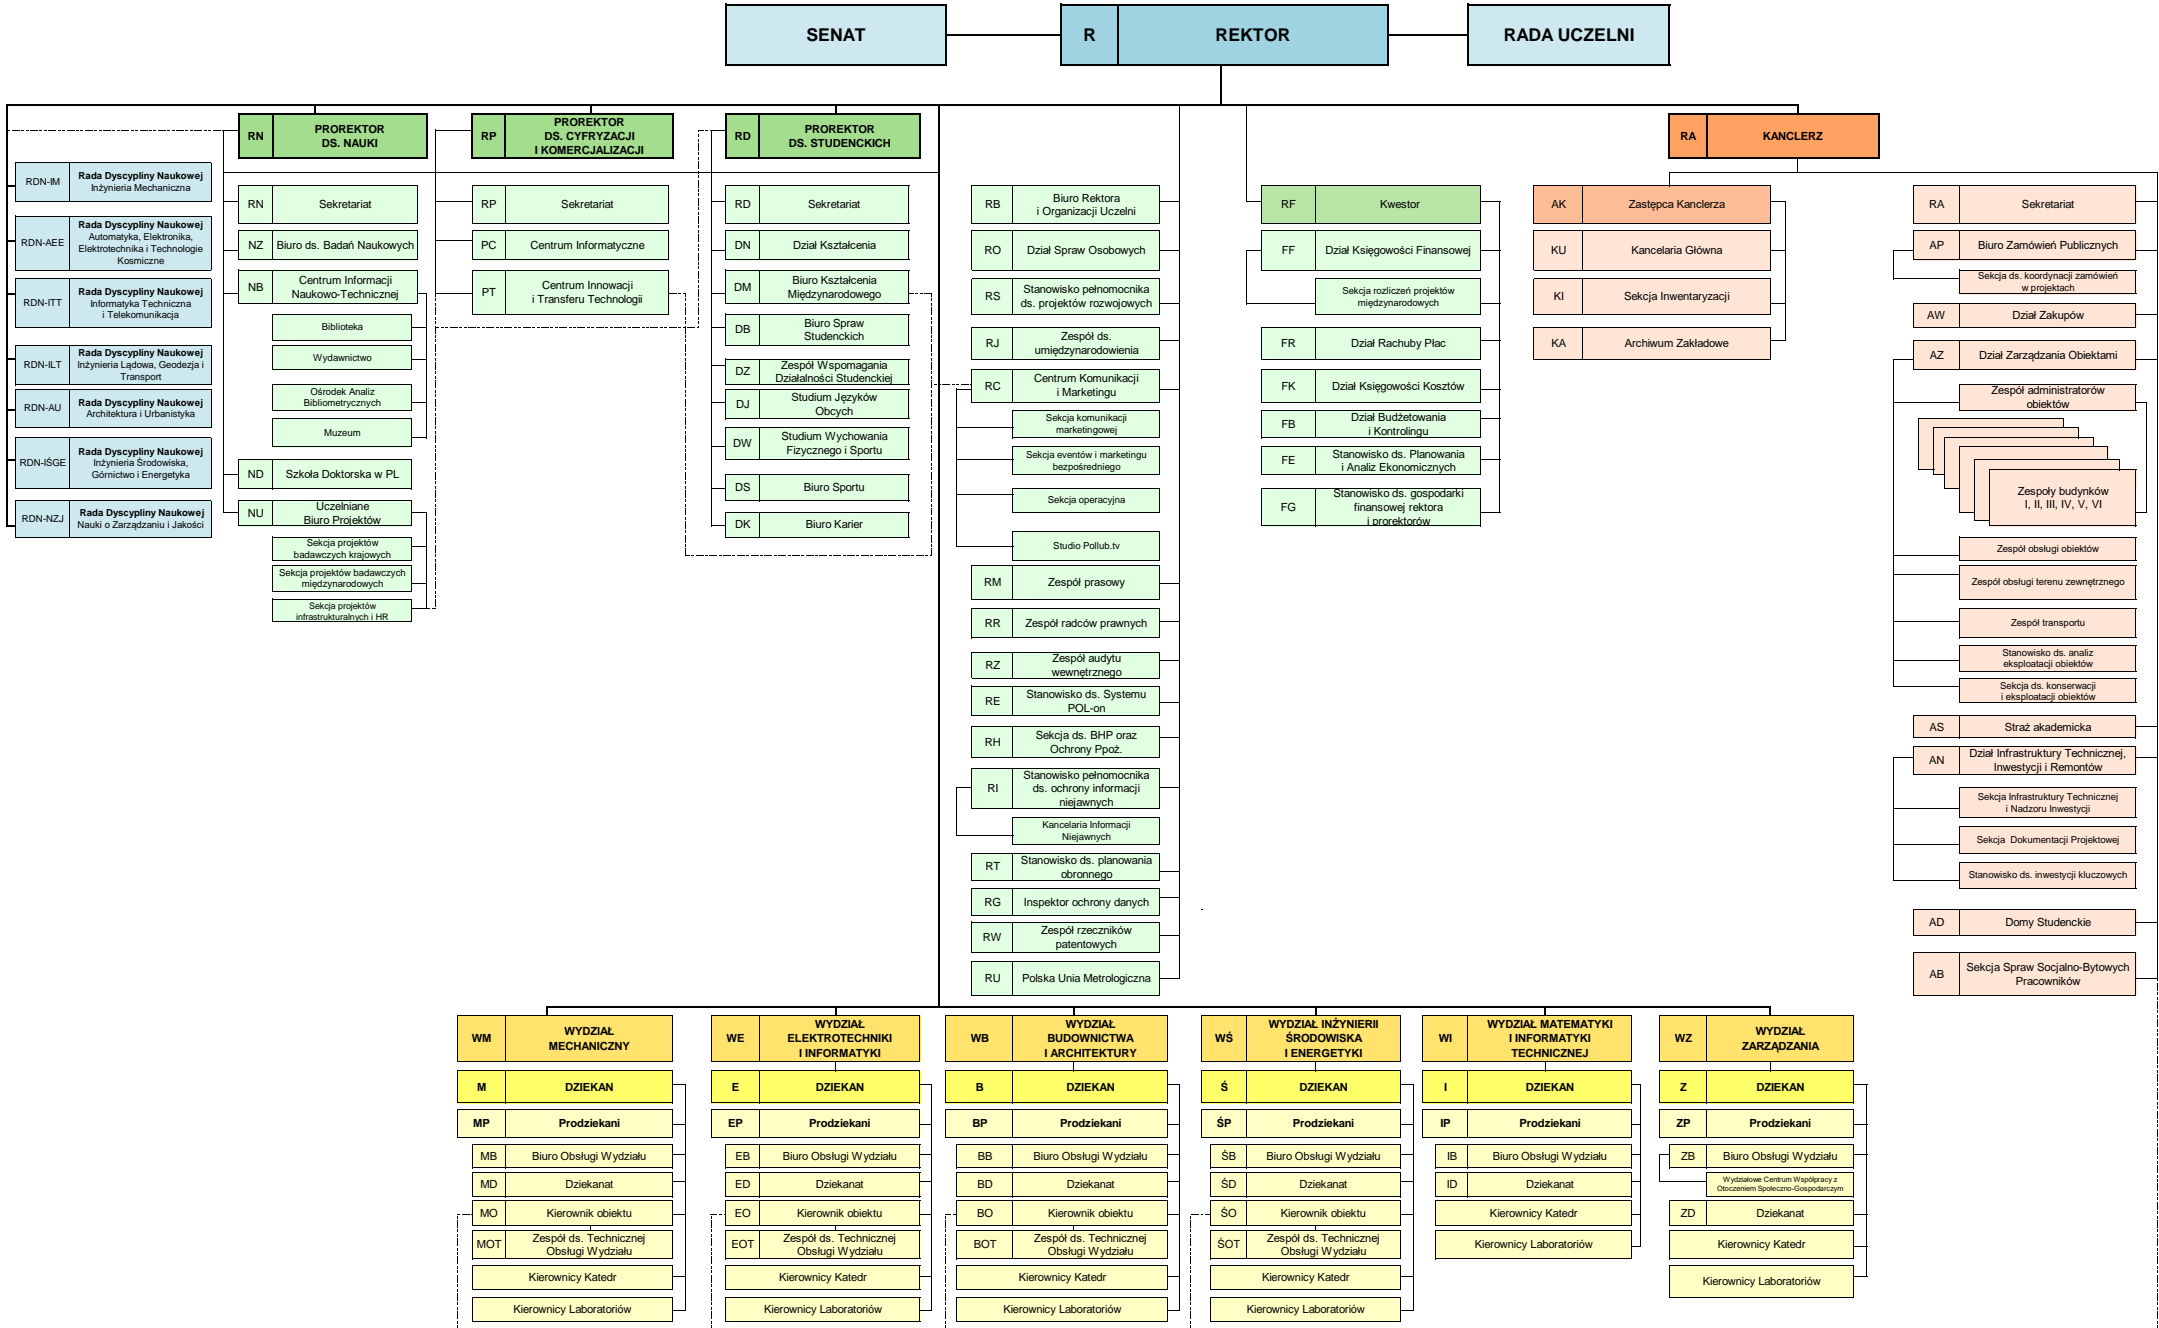 SENAT
R
REKTOR
RADA UCZELNI
RN
PROREKTOR
DS. NAUKI
RP
PROREKTOR
DS. CYFRYZACJI
I KOMERCJALIZACJI
RD
PROREKTOR
DS. STUDENCKICH
RA
KANCLERZ
RDN-IM
Rada Dyscypliny Naukowej
Inżynieria Mechaniczna
RDN-AEE
Rada Dyscypliny Naukowej
Automatyka, Elektronika,
Elektrotechnika i Technologie
Kosmiczne
RDN-ITT
Rada Dyscypliny Naukowej
Informatyka Techniczna
i Telekomunikacja
RDN-ILT
Rada Dyscypliny Naukowej
Inżynieria Lądowa, Geodezja i
Transport
RDN-AU
Rada Dyscypliny Naukowej
Architektura i Urbanistyka
RDN-IŚGE
Rada Dyscypliny Naukowej
Inżynieria Środowiska,
Górnictwo i Energetyka
RDN-NZJ
Rada Dyscypliny Naukowej
Nauki o Zarządzaniu i Jakości
RN
Sekretariat
NZ
Biuro ds. Badań Naukowych
NB
Centrum Informacji
Naukowo-Technicznej
Biblioteka
Wydawnictwo
Ośrodek Analiz
Bibliometrycznych
Muzeum
ND
Szkoła Doktorska w PL
NU
Uczelniane
Biuro Projektów
Sekcja projektów
badawczych krajowych
Sekcja projektów badawczych
międzynarodowych
Sekcja projektów
infrastrukturalnych i HR
RP
Sekretariat
PC
Centrum Informatyczne
PT
Centrum Innowacji
i Transferu Technologii
RD
Sekretariat
DN
Dział Kształcenia
DM
Biuro Kształcenia
Międzynarodowego
DB
Biuro Spraw
Studenckich
DZ
Zespół Wspomagania
Działalności Studenckiej
DJ
Studium Języków
Obcych
DW
Studium Wychowania
Fizycznego i Sportu
DS
Biuro Sportu
DK
Biuro Karier
RB
Biuro Rektora
i Organizacji Uczelni
RO
Dział Spraw Osobowych
RS
Stanowisko pełnomocnika
ds. projektów rozwojowych
RJ
Zespół ds.
umiędzynarodowienia
RC
Centrum Komunikacji
i Marketingu
Sekcja komunikacji
marketingowej
Sekcja eventów i marketingu
bezpośredniego
Sekcja operacyjna
Studio Pollub.tv
RM
Zespół prasowy
RR
Zespół radców prawnych
RZ
Zespół audytu
wewnętrznego
RE
Stanowisko ds. Systemu
POL-on
RH
Sekcja ds. BHP oraz
Ochrony Ppoż.
RI
Stanowisko pełnomocnika
ds. ochrony informacji
niejawnych
Kancelaria Informacji
Niejawnych
RT
Stanowisko ds. planowania
obronnego
RG
Inspektor ochrony danych
RW
Zespół rzeczników
patentowych
RU
Polska Unia Metrologiczna
RF
Kwestor
FF
Dział Księgowości Finansowej
Sekcja rozliczeń projektów
międzynarodowych
FR
Dział Rachuby Płac
FK
Dział Księgowości Kosztów
FB
Dział Budżetowania
i Kontrolingu
FE
Stanowisko ds. Planowania
i Analiz Ekonomicznych
FG
Stanowisko ds. gospodarki
finansowej rektora
i prorektorów
AK
Zastępca Kanclerza
KU
Kancelaria Główna
KI
Sekcja Inwentaryzacji
KA
Archiwum Zakładowe
RA
Sekretariat
AP
Biuro Zamówień Publicznych
Sekcja ds. koordynacji zamówień
w projektach
AW
Dział Zakupów
AZ
Dział Zarządzania Obiektami
Zespół administratorów
obiektów
Zespoły budynków
I, II, III, IV, V, VI
Zespół obsługi obiektów
Zespół obsługi terenu zewnętrznego
Zespół transportu
Stanowisko ds. analiz
eksploatacji obiektów
Sekcja ds. konserwacji
i eksploatacji obiektów
AS
Straż akademicka
AN
Dział Infrastruktury Technicznej,
Inwestycji i Remontów
Sekcja Infrastruktury Technicznej
i Nadzoru Inwestycji
Sekcja Dokumentacji Projektowej
Stanowisko ds. inwestycji kluczowych
AD
Domy Studenckie
AB
Sekcja Spraw Socjalno-Bytowych
Pracowników
WM
WYDZIAŁ
MECHANICZNY
M
DZIEKAN
MP
Prodziekani
MB
Biuro Obsługi Wydziału
MD
Dziekanat
MO
Kierownik obiektu
MOT
Zespół ds. Technicznej
Obsługi Wydziału
Kierownicy Katedr
Kierownicy Laboratoriów
WE
WYDZIAŁ
ELEKTROTECHNIKI
I INFORMATYKI
E
DZIEKAN
EP
Prodziekani
EB
Biuro Obsługi Wydziału
ED
Dziekanat
EO
Kierownik obiektu
EOT
Zespół ds. Technicznej
Obsługi Wydziału
Kierownicy Katedr
Kierownicy Laboratoriów
WB
WYDZIAŁ
BUDOWNICTWA
I ARCHITEKTURY
B
DZIEKAN
BP
Prodziekani
BB
Biuro Obsługi Wydziału
BD
Dziekanat
BO
Kierownik obiektu
BOT
Zespół ds. Technicznej
Obsługi Wydziału
Kierownicy Katedr
Kierownicy Laboratoriów
WŚ
WYDZIAŁ INŻYNIERII
ŚRODOWISKA
I ENERGETYKI
Ś
DZIEKAN
ŚP
Prodziekani
ŚB
Biuro Obsługi Wydziału
ŚD
Dziekanat
ŚO
Kierownik obiektu
ŚOT
Zespół ds. Technicznej
Obsługi Wydziału
Kierownicy Katedr
Kierownicy Laboratoriów
WI
WYDZIAŁ MATEMATYKI
I INFORMATYKI
TECHNICZNEJ
I
DZIEKAN
IP
Prodziekani
IB
Biuro Obsługi Wydziału
ID
Dziekanat
Kierownicy Katedr
Kierownicy Laboratoriów
WZ
WYDZIAŁ
ZARZĄDZANIA
Z
DZIEKAN
ZP
Prodziekani
ZB
Biuro Obsługi Wydziału
Wydziałowe Centrum Współpracy z
Otoczeniem Społeczno-Gospodarczym
ZD
Dziekanat
Kierownicy Katedr
Kierownicy Laboratoriów